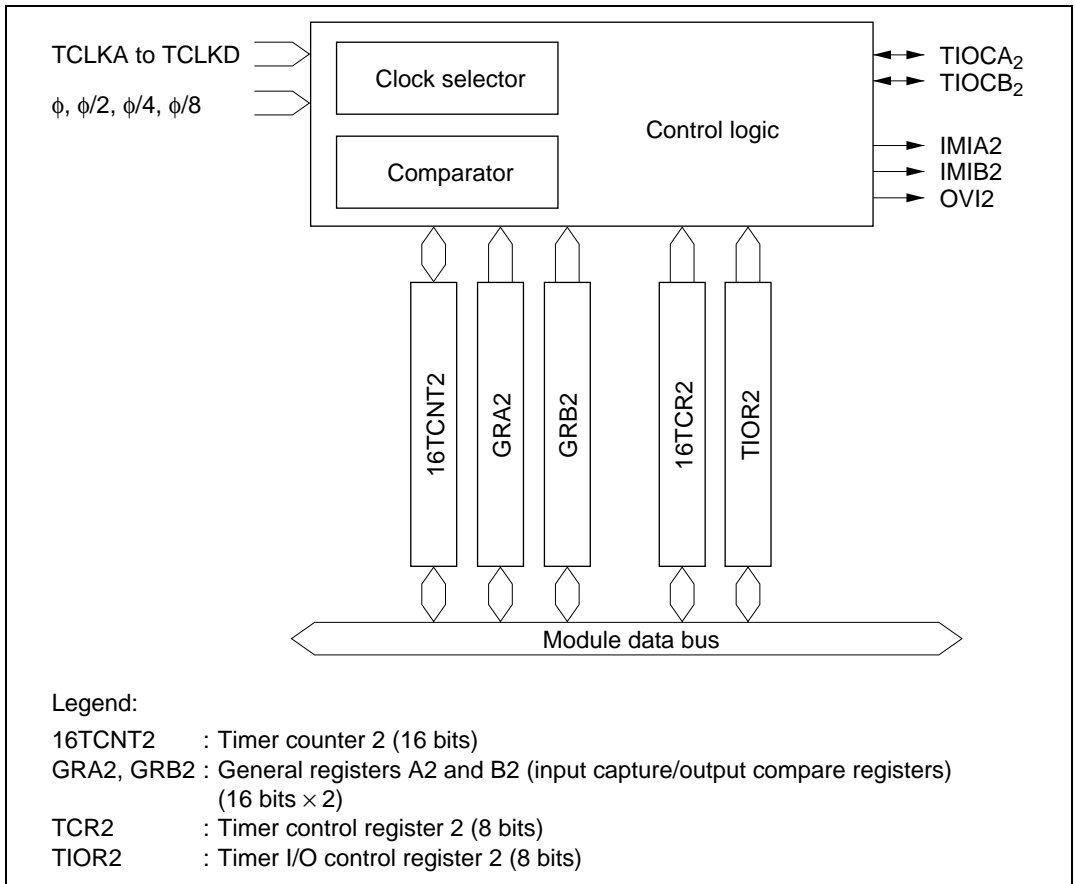 TCLKA to TCLKD
ϕ, ϕ/2, ϕ/4, ϕ/8
Clock selector
Comparator
Control logic
TIOCA2
TIOCB2
IMIA2
IMIB2
OVI2
16TCNT2
GRA2
GRB2
16TCR2
TIOR2
Module data bus
Legend:
16TCNT2 : Timer counter 2 (16 bits)
GRA2, GRB2 : General registers A2 and B2 (input capture/output compare registers)
(16 bits × 2)
TCR2 : Timer control register 2 (8 bits)
TIOR2 : Timer I/O control register 2 (8 bits)